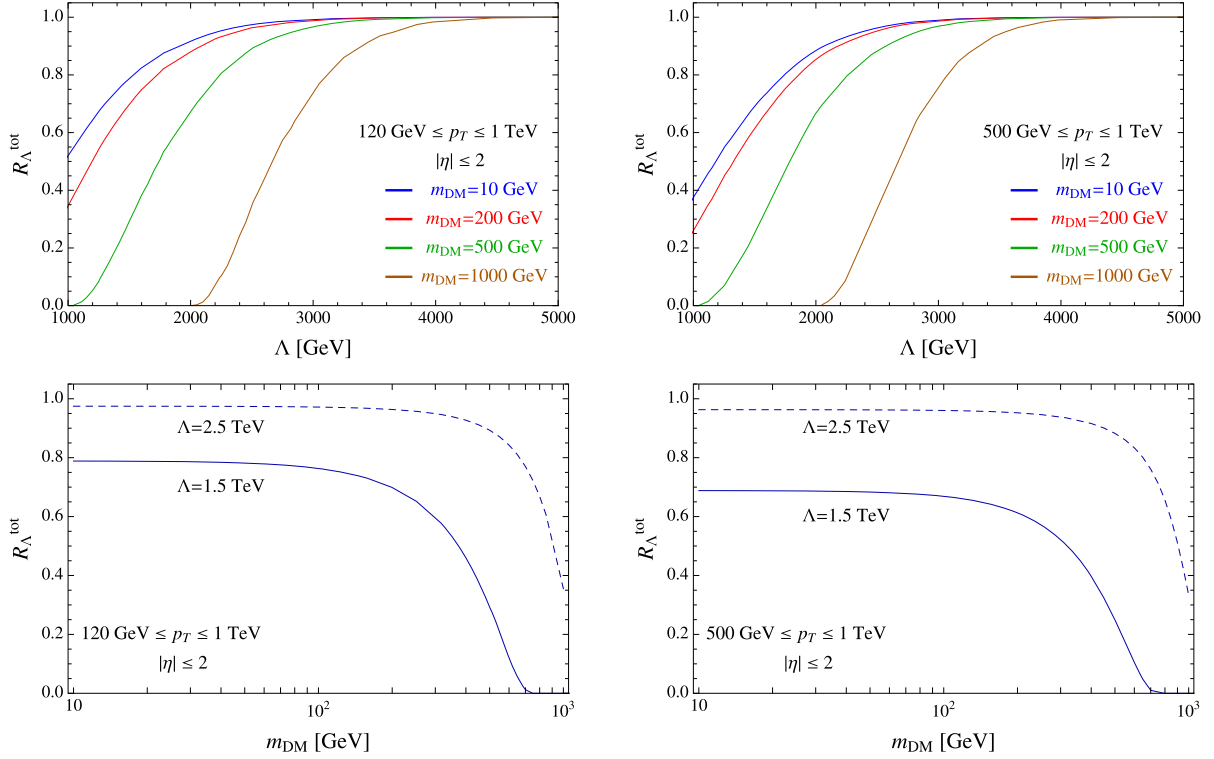 1.0
0.8
0.6
0.4
0.2
0.0
R_Λ^tot
120 GeV ≤ p_T ≤ 1 TeV
|η| ≤ 2
m_DM=10 GeV
m_DM=200 GeV
m_DM=500 GeV
m_DM=1000 GeV
1000 2000 3000 4000 5000
Λ [GeV]
1.0
0.8
0.6
0.4
0.2
0.0
R_Λ^tot
500 GeV ≤ p_T ≤ 1 TeV
|η| ≤ 2
m_DM=10 GeV
m_DM=200 GeV
m_DM=500 GeV
m_DM=1000 GeV
1000 2000 3000 4000 5000
Λ [GeV]
1.0
0.8
0.6
0.4
0.2
0.0
R_Λ^tot
Λ=2.5 TeV
Λ=1.5 TeV
120 GeV ≤ p_T ≤ 1 TeV
|η| ≤ 2
10 10^2 10^3
m_DM [GeV]
1.0
0.8
0.6
0.4
0.2
0.0
R_Λ^tot
Λ=2.5 TeV
Λ=1.5 TeV
500 GeV ≤ p_T ≤ 1 TeV
|η| ≤ 2
10 10^2 10^3
m_DM [GeV]